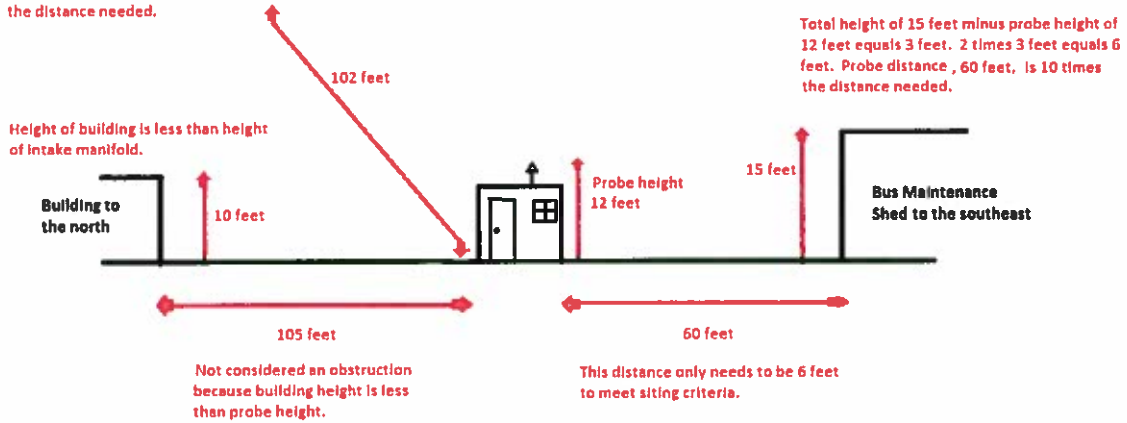 the distance needed.
Total height of 15 feet minus probe height of
12 feet equals 3 feet. 2 times 3 feet equals 6
feet. Probe distance , 60 feet, is 10 times
the distance needed.
102 feet
Height of building is less than height
of intake manifold.
Building to
the north
10 feet
Probe height
12 feet
15 feet
Bus Maintenance
Shed to the southeast
105 feet
60 feet
Not considered an obstruction
because building height is less
than probe height.
This distance only needs to be 6 feet
to meet siting criteria.